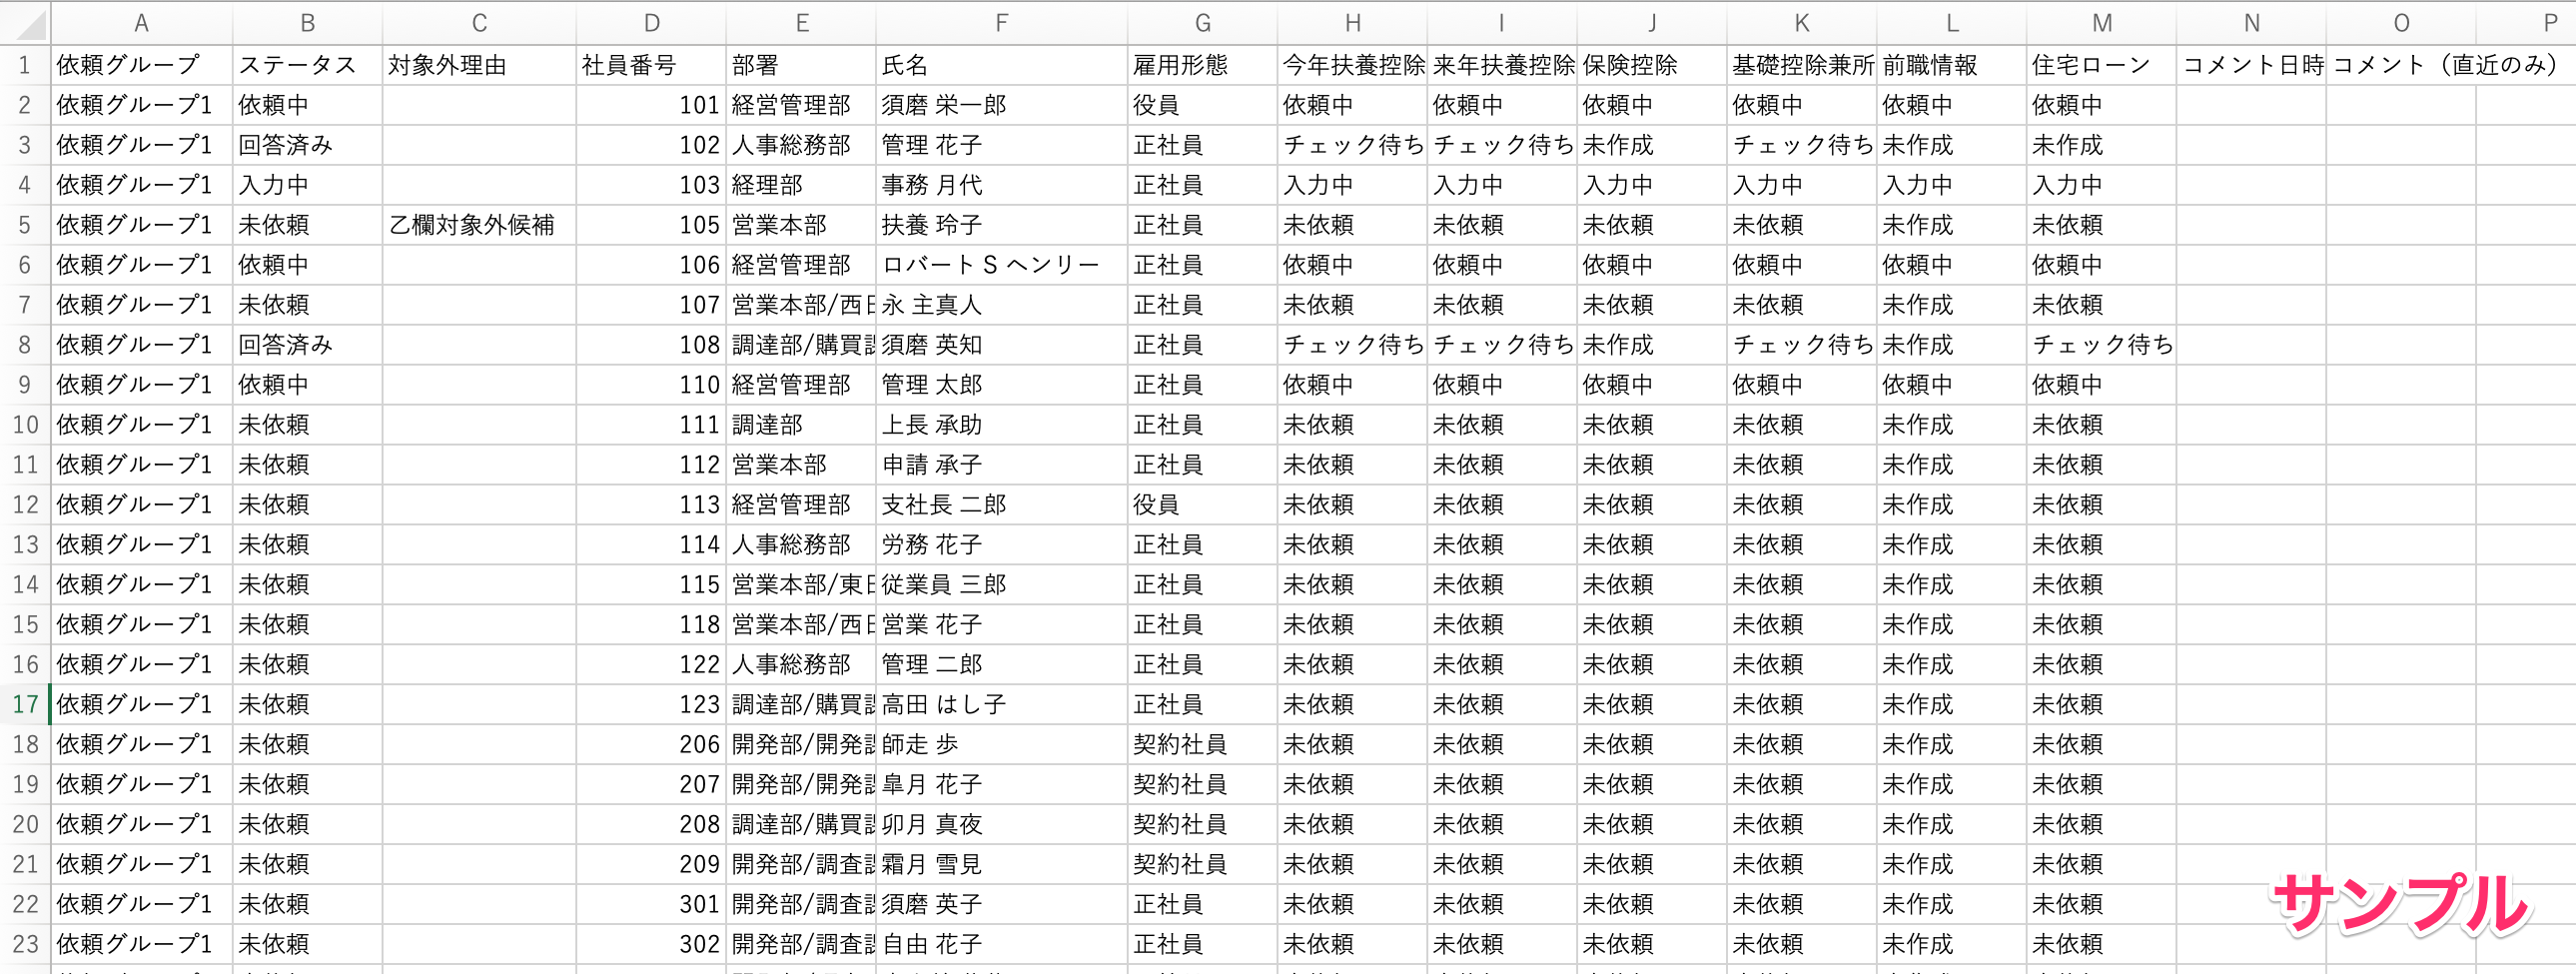 A B C D E F G H I J K L M N O P
1 依頼グループ ステータス 対象外理由 社員番号 部署 氏名 雇用形態 今年扶養控除 来年扶養控除 保険控除 基礎控除兼所 前職情報 住宅ローン コメント日時 コメント（直近のみ）
2 依頼グループ1 依頼中 101 経営管理部 須磨 栄一郎 役員 依頼中 依頼中 依頼中 依頼中 依頼中 依頼中
3 依頼グループ1 回答済み 102 人事総務部 管理 花子 正社員 チェック待ち チェック待ち 未作成 チェック待ち 未作成 未作成
4 依頼グループ1 入力中 103 経理部 事務 月代 正社員 入力中 入力中 入力中 入力中 入力中 入力中
5 依頼グループ1 未依頼 乙欄対象外候補 105 営業本部 扶養 玲子 正社員 未依頼 未依頼 未依頼 未依頼 未作成 未依頼
6 依頼グループ1 依頼中 106 経営管理部 ロバート S ヘンリー 正社員 依頼中 依頼中 依頼中 依頼中 依頼中 依頼中
7 依頼グループ1 未依頼 107 営業本部/西 永 主真人 正社員 未依頼 未依頼 未依頼 未依頼 未作成 未依頼
8 依頼グループ1 回答済み 108 調達部/購買 須磨 英知 正社員 チェック待ち チェック待ち 未作成 チェック待ち 未作成 チェック待ち
9 依頼グループ1 依頼中 110 経営管理部 管理 太郎 正社員 依頼中 依頼中 依頼中 依頼中 依頼中 依頼中
10 依頼グループ1 未依頼 111 調達部 上長 承助 正社員 未依頼 未依頼 未依頼 未依頼 未作成 未依頼
11 依頼グループ1 未依頼 112 営業本部 申請 承子 正社員 未依頼 未依頼 未依頼 未依頼 未作成 未依頼
12 依頼グループ1 未依頼 113 経営管理部 支社長 二郎 役員 未依頼 未依頼 未依頼 未依頼 未作成 未依頼
13 依頼グループ1 未依頼 114 人事総務部 労務 花子 正社員 未依頼 未依頼 未依頼 未依頼 未作成 未依頼
14 依頼グループ1 未依頼 115 営業本部/東 従業員 三郎 正社員 未依頼 未依頼 未依頼 未依頼 未作成 未依頼
15 依頼グループ1 未依頼 118 営業本部/西 営業 花子 正社員 未依頼 未依頼 未依頼 未依頼 未作成 未依頼
16 依頼グループ1 未依頼 122 人事総務部 管理 二郎 正社員 未依頼 未依頼 未依頼 未依頼 未作成 未依頼
17 依頼グループ1 未依頼 123 調達部/購買 高田 はし子 正社員 未依頼 未依頼 未依頼 未依頼 未作成 未依頼
18 依頼グループ1 未依頼 206 開発部/開発 師走 歩 契約社員 未依頼 未依頼 未依頼 未依頼 未作成 未依頼
19 依頼グループ1 未依頼 207 開発部/開発 皐月 花子 契約社員 未依頼 未依頼 未依頼 未依頼 未作成 未依頼
20 依頼グループ1 未依頼 208 調達部/購買 卯月 真夜 契約社員 未依頼 未依頼 未依頼 未依頼 未作成 未依頼
21 依頼グループ1 未依頼 209 開発部/調査 霜月 雪見 契約社員 未依頼 未依頼 未依頼 未依頼 未作成 未依頼
22 依頼グループ1 未依頼 301 開発部/調査 須磨 英子 正社員 未依頼 未依頼 未依頼 未依頼 未作成 未依頼
23 依頼グループ1 未依頼 302 開発部/調査 自由 花子 正社員 未依頼 未依頼 未依頼 未依頼 未作成 未依頼
サンプル